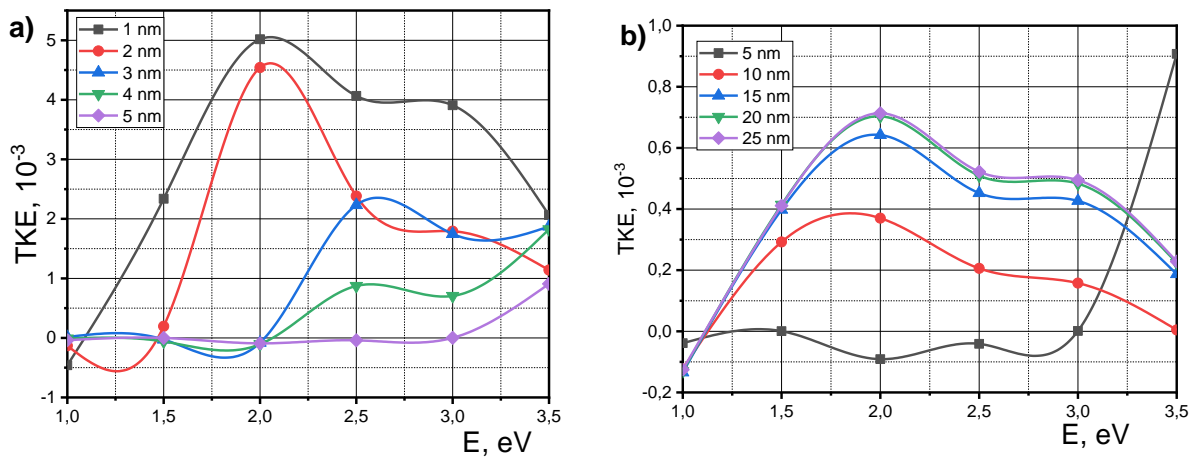 a)
1 nm
2 nm
3 nm
4 nm
5 nm
5
4
3
2
1
0
-1
TKE, 10-3
1,0 1,5 2,0 2,5 3,0 3,5
E, eV
b)
5 nm
10 nm
15 nm
20 nm
25 nm
1,0
0,8
0,6
0,4
0,2
0,0
-0,2
TKE, 10-3
1,0 1,5 2,0 2,5 3,0 3,5
E, eV